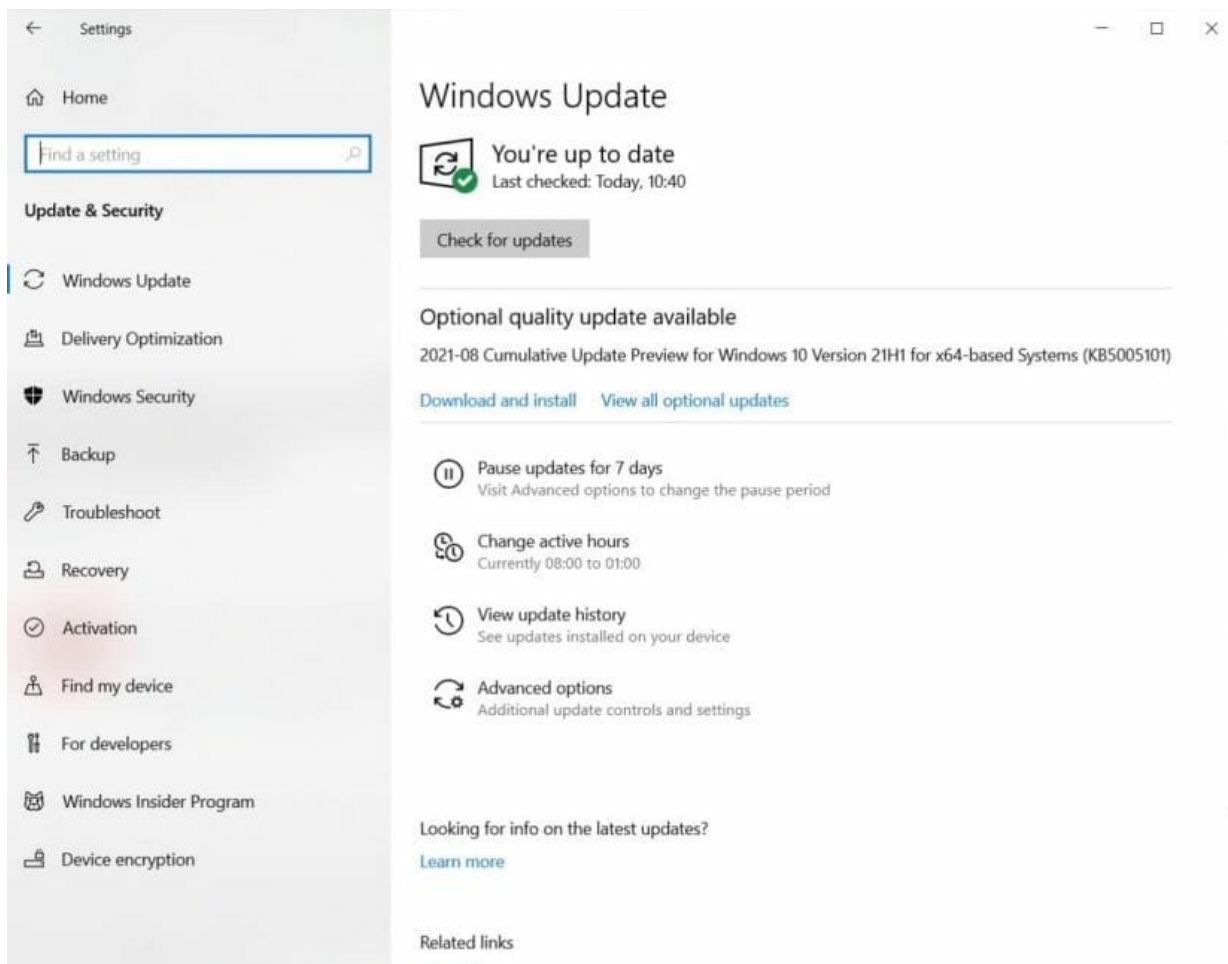 Settings
Home
Find a setting
Update & Security
Windows Update
Delivery Optimization
Windows Security
Backup
Troubleshoot
Recovery
Activation
Find my device
For developers
Windows Insider Program
Device encryption
Windows Update
You're up to date
Last checked: Today, 10:40
Check for updates
Optional quality update available
2021-08 Cumulative Update Preview for Windows 10 Version 21H1 for x64-based Systems (KB5005101)
Download and install View all optional updates
Pause updates for 7 days
Visit Advanced options to change the pause period
Change active hours
Currently 08:00 to 01:00
View update history
See updates installed on your device
Advanced options
Additional update controls and settings
Looking for info on the latest updates?
Learn more
Related links